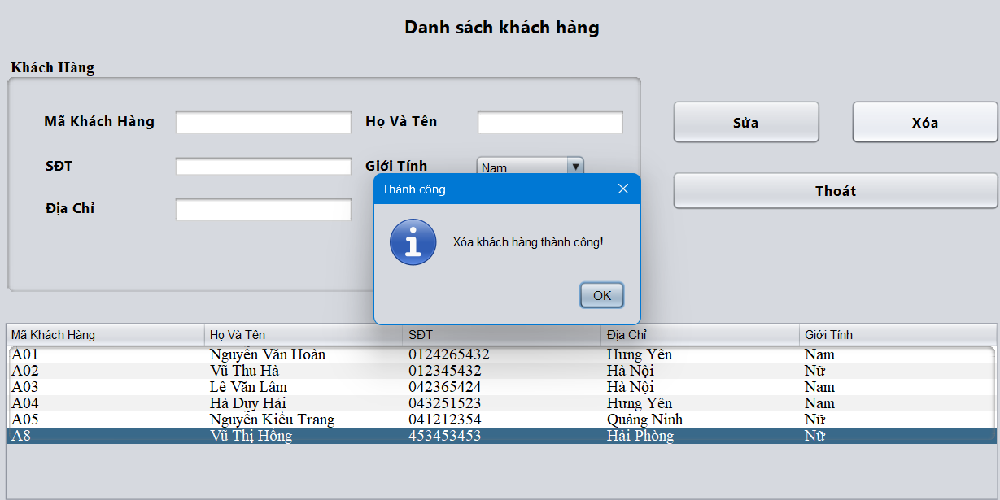 Danh sách khách hàng
Khách Hàng
Mã Khách Hàng
Họ Và Tên
Sửa
Xóa
SĐT
Giới Tính
Nam
Thành công
Thoát
Địa Chỉ
Xóa khách hàng thành công!
OK
Mã Khách Hàng Họ Và Tên SĐT Địa Chỉ Giới Tính
A01 Nguyễn Văn Hoàn 0124265432 Hưng Yên Nam
A02 Vũ Thu Hà 012345432 Hà Nội Nữ
A03 Lê Văn Lâm 042365424 Hà Nội Nam
A04 Hà Duy Hải 043251523 Hưng Yên Nam
A05 Nguyễn Kiều Trang 041212354 Quảng Ninh Nữ
A8 Vũ Thị Hồng 453453453 Hải Phòng Nữ